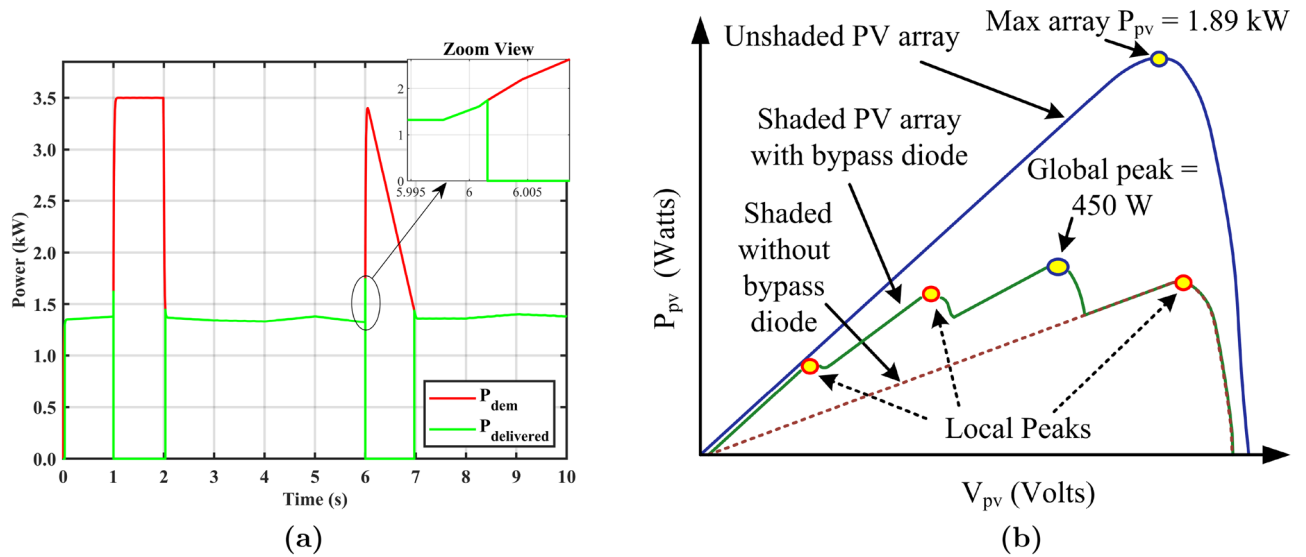 Zoom View
2
1
0
5.995
6
6.005
3.5
3.0
2.5
2.0
1.5
1.0
0.5
0.0
Power (kW)
P_dem
P_delivered
0 1 2 3 4 5 6 7 8 9 10
Time (s)
(a)
Max array P_pv = 1.89 kW
Unshaded PV array
Shaded PV array
with bypass diode
Global peak =
450 W
Shaded
without
bypass
diode
Local Peaks
P_pv (Watts)
V_pv (Volts)
(b)